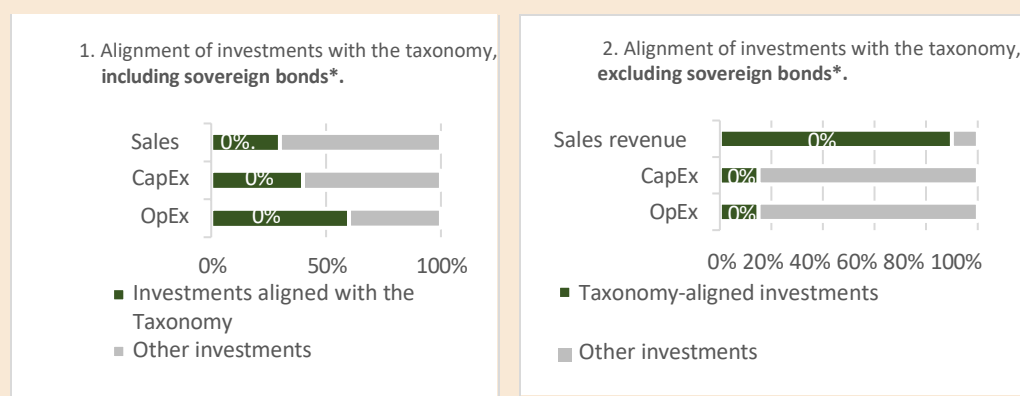 1. Alignment of investments with the taxonomy,
including sovereign bonds*.
Sales
0%.
CapEx
0%
OpEx
0%
0% 50% 100%
Investments aligned with the
Taxonomy
Other investments
2. Alignment of investments with the taxonomy,
excluding sovereign bonds*.
Sales revenue
0%
CapEx
0%
OpEx
0%
0% 20% 40% 60% 80% 100%
Taxonomy-aligned investments
Other investments